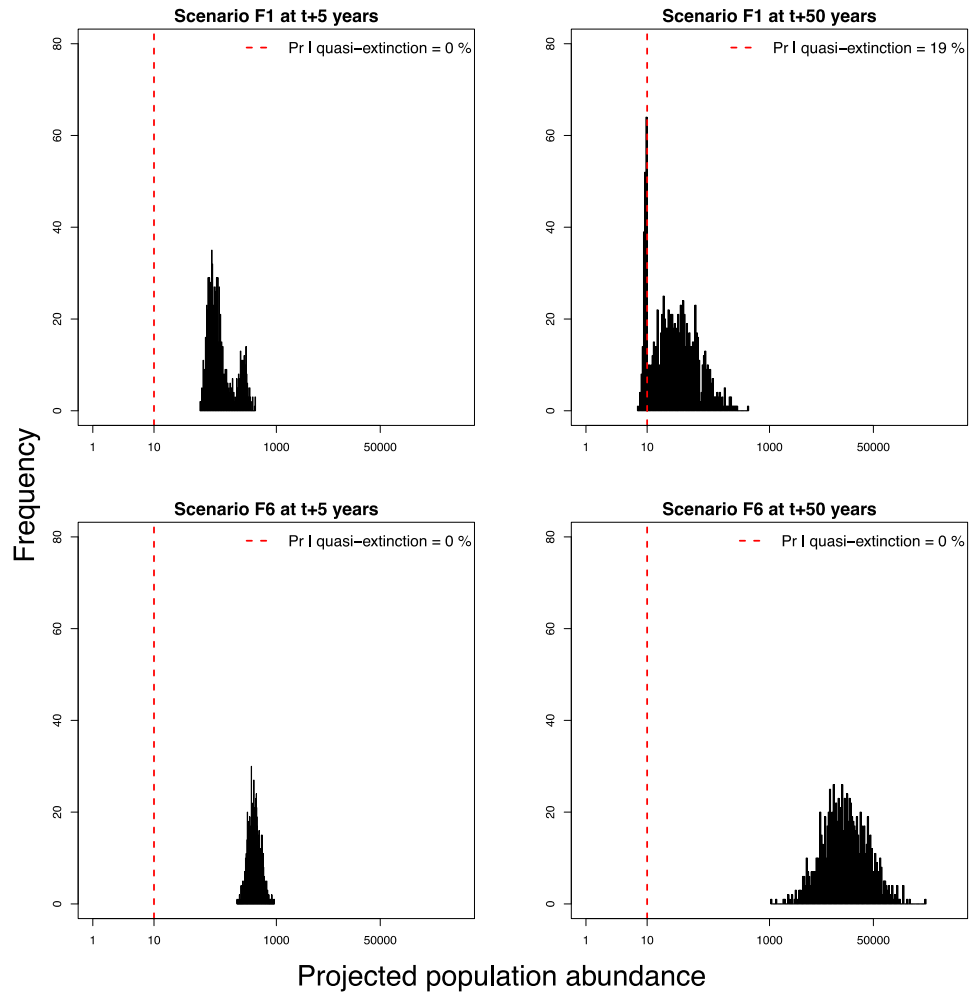 Scenario F1 at t+5 years
Scenario F1 at t+50 years
Pr I quasi−extinction = 0 %
Pr I quasi−extinction = 19 %
80
60
40
20
0
1 10 1000 50000
80
60
40
20
0
1 10 1000 50000
Frequency
Scenario F6 at t+5 years
Scenario F6 at t+50 years
Pr I quasi−extinction = 0 %
Pr I quasi−extinction = 0 %
80
60
40
20
0
1 10 1000 50000
80
60
40
20
0
1 10 1000 50000
Projected population abundance